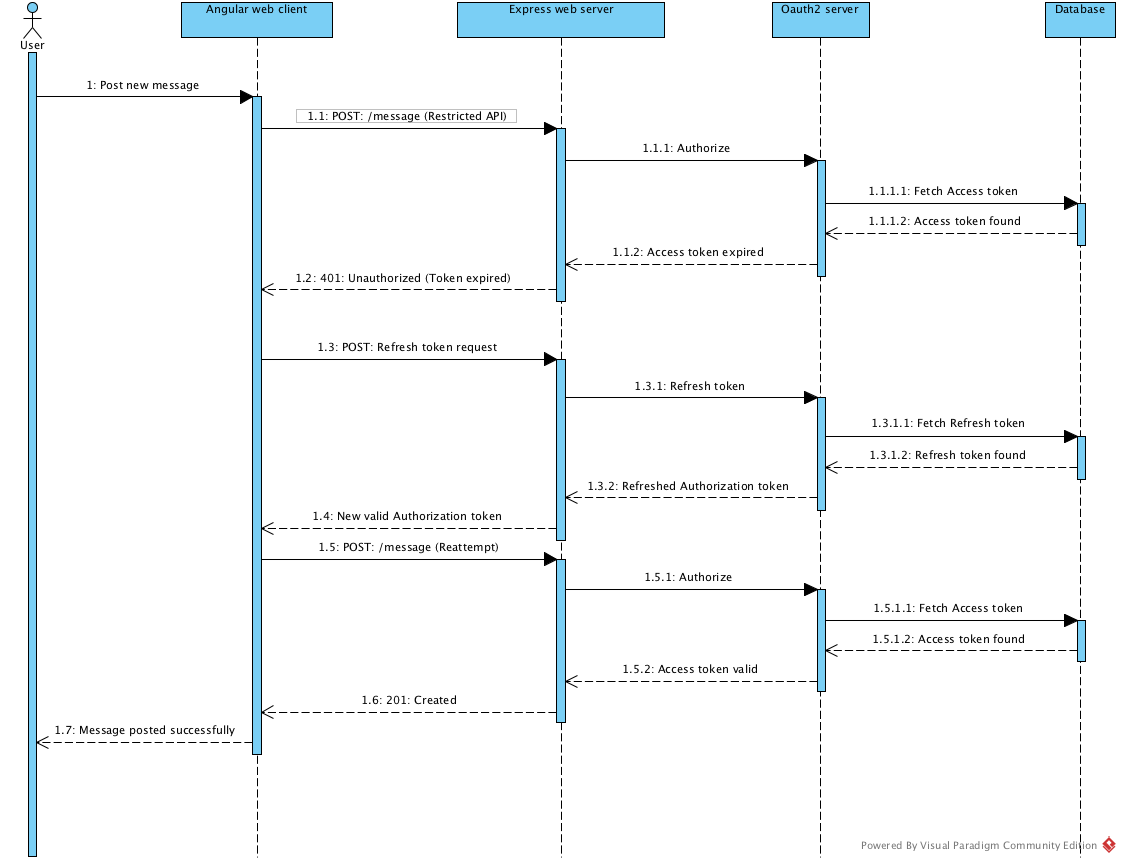 Angular web client
Express web server
Oauth2 server
Database
User
1: Post new message
1.1: POST: /message (Restricted API)
1.1.1: Authorize
1.1.1.1: Fetch Access token
1.1.1.2: Access token found
1.1.2: Access token expired
1.2: 401: Unauthorized (Token expired)
1.3: POST: Refresh token request
1.3.1: Refresh token
1.3.1.1: Fetch Refresh token
1.3.1.2: Refresh token found
1.3.2: Refreshed Authorization token
1.4: New valid Authorization token
1.5: POST: /message (Reattempt)
1.5.1: Authorize
1.5.1.1: Fetch Access token
1.5.1.2: Access token found
1.5.2: Access token valid
1.6: 201: Created
1.7: Message posted successfully
Powered By Visual Paradigm Community Edition